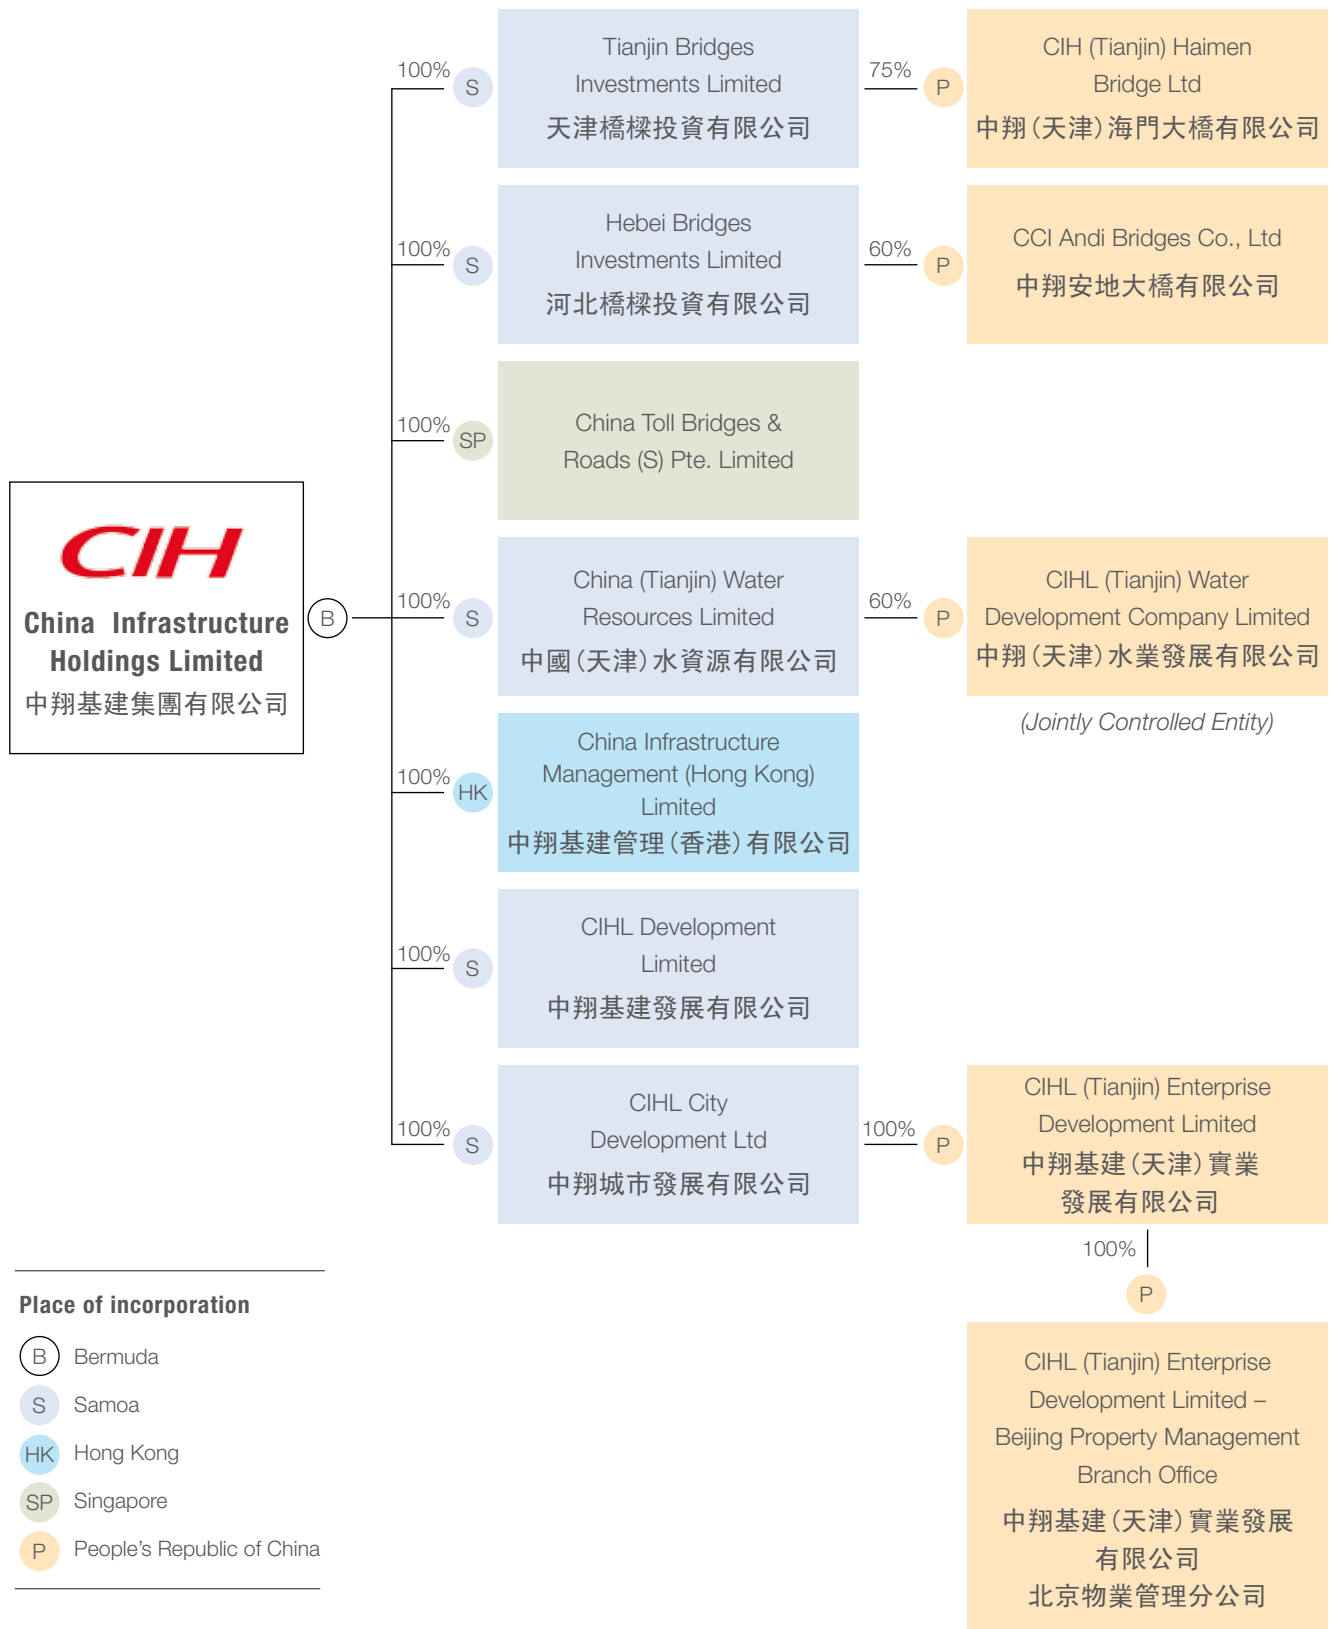 CIH
China Infrastructure
Holdings Limited
中翔基建集團有限公司
B
100%
S
Tianjin Bridges
Investments Limited
天津橋樑投資有限公司
75%
P
CIH (Tianjin) Haimen
Bridge Ltd
中翔(天津)海門大橋有限公司
100%
S
Hebei Bridges
Investments Limited
河北橋樑投資有限公司
60%
P
CCI Andi Bridges Co., Ltd
中翔安地大橋有限公司
100%
SP
China Toll Bridges &
Roads (S) Pte. Limited
100%
S
China (Tianjin) Water
Resources Limited
中國(天津)水資源有限公司
60%
P
CIHL (Tianjin) Water
Development Company Limited
中翔(天津)水業發展有限公司
(Jointly Controlled Entity)
100%
HK
China Infrastructure
Management (Hong Kong)
Limited
中翔基建管理(香港)有限公司
100%
S
CIHL Development
Limited
中翔基建發展有限公司
100%
S
CIHL City
Development Ltd
中翔城市發展有限公司
100%
P
CIHL (Tianjin) Enterprise
Development Limited
中翔基建(天津)實業
發展有限公司
100%
P
CIHL (Tianjin) Enterprise
Development Limited –
Beijing Property Management
Branch Office
中翔基建(天津)實業發展
有限公司
北京物業管理分公司
Place of incorporation
B Bermuda
S Samoa
HK Hong Kong
SP Singapore
P People's Republic of China